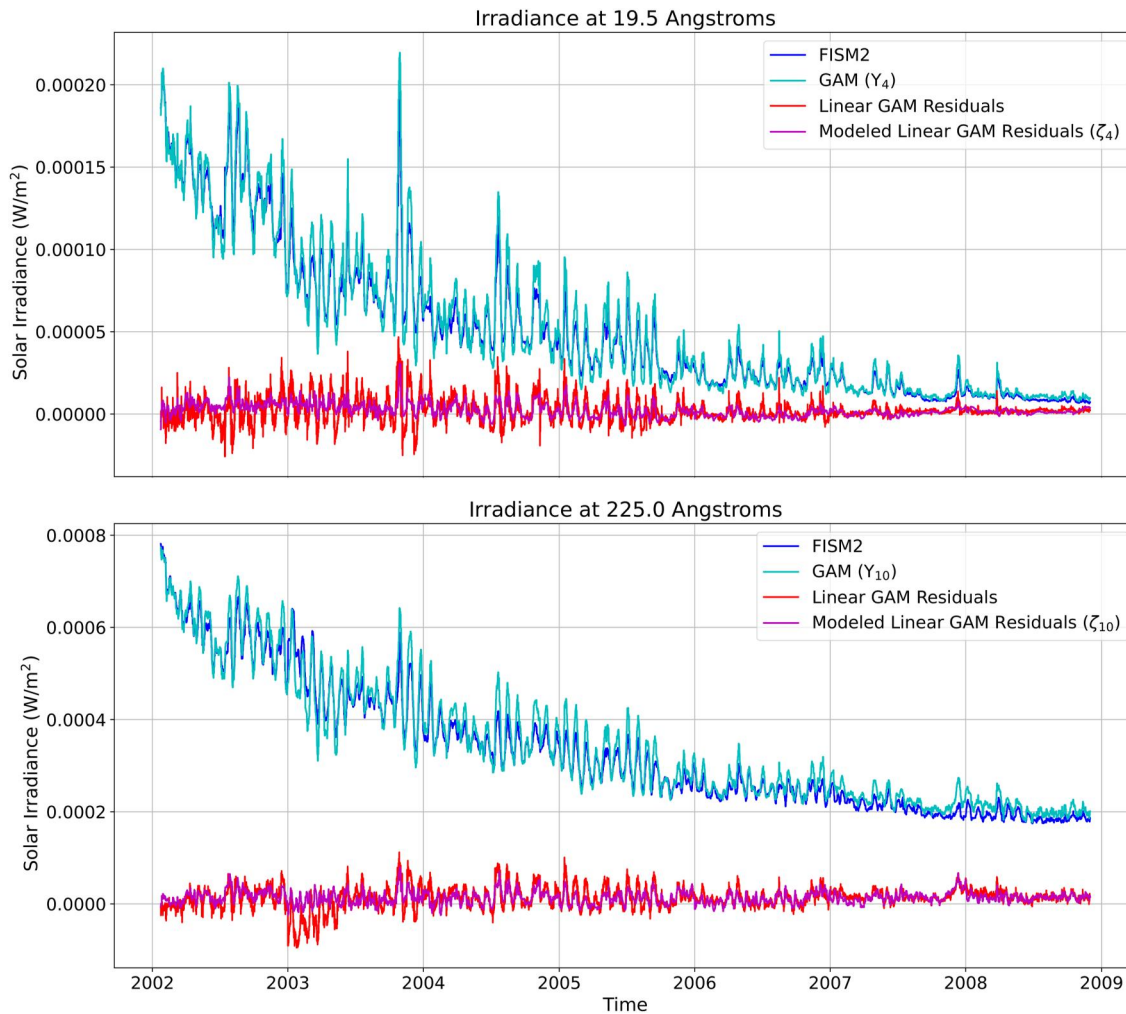 Irradiance at 19.5 Angstroms
FISM2
GAM (Υ₄)
Linear GAM Residuals
Modeled Linear GAM Residuals (ζ₄)
Solar Irradiance (W/m²)
0.00020
0.00015
0.00010
0.00005
0.00000
Irradiance at 225.0 Angstroms
FISM2
GAM (Υ₁₀)
Linear GAM Residuals
Modeled Linear GAM Residuals (ζ₁₀)
Solar Irradiance (W/m²)
0.0008
0.0006
0.0004
0.0002
0.0000
2002 2003 2004 2005 2006 2007 2008 2009
Time